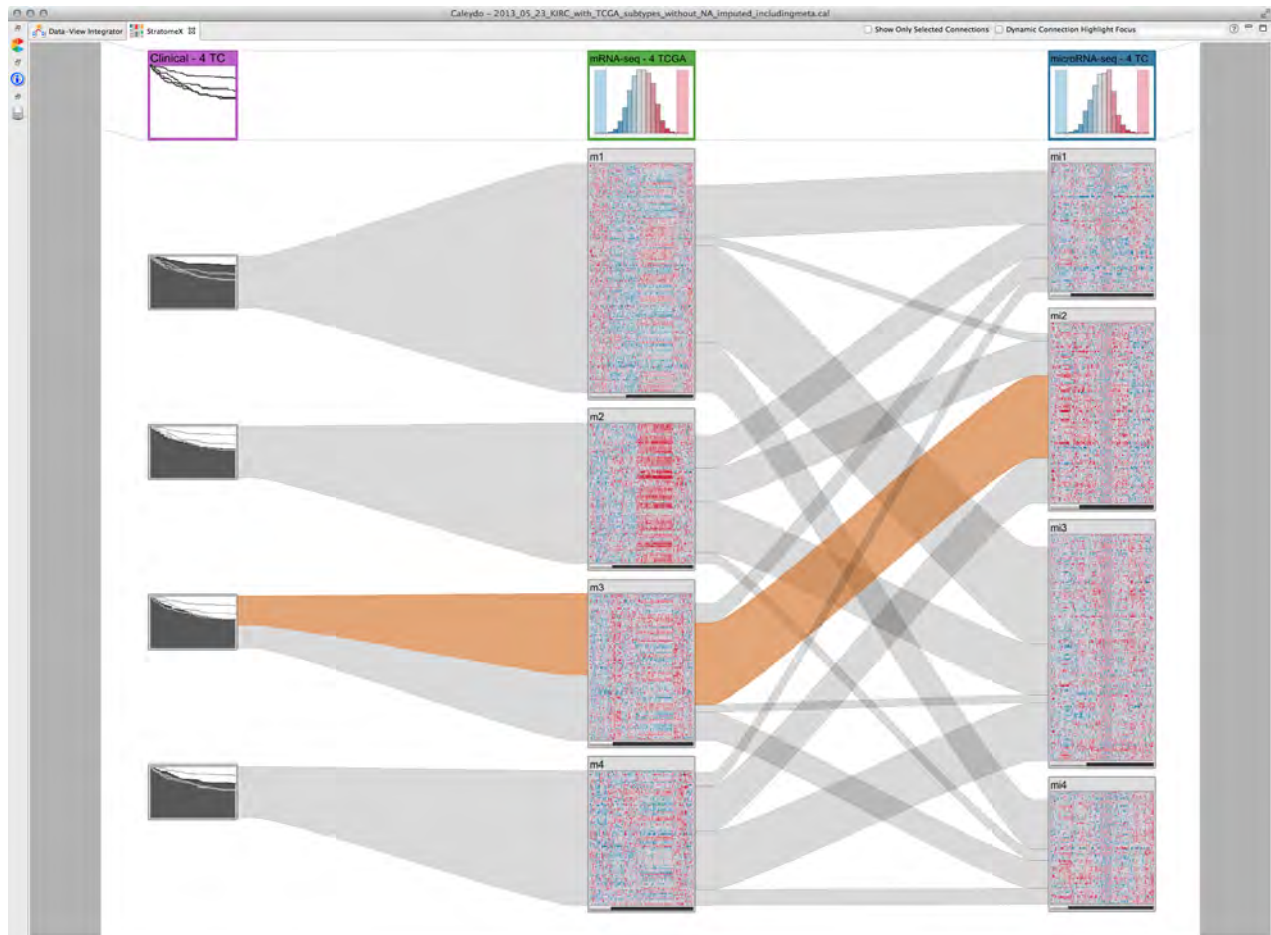 Caleydo - 2013_05_23_KIRC_with_TCGA_subtypes_without_NA_imputed_includingmeta.cal
Data-View Integrator
StratomeX
Show Only Selected Connections
Dynamic Connection Highlight Focus
Clinical - 4 TC
mRNA-seq - 4 TCGA
microRNA-seq - 4 TC
m1
mi1
mi2
m2
mi3
m3
m4
mi4